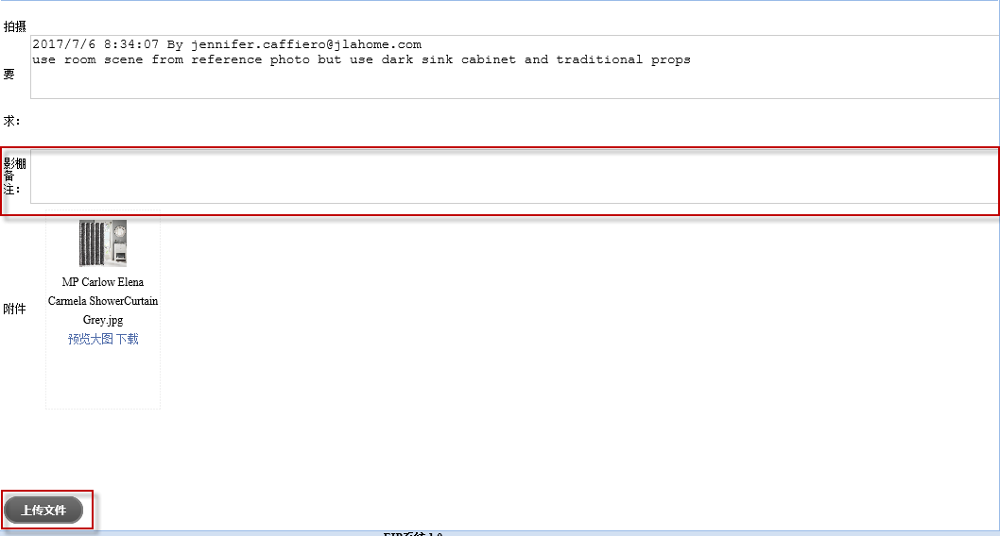 拍摄
2017/7/6 8:34:07 By jennifer.caffiero@jlahome.com
use room scene from reference photo but use dark sink cabinet and traditional props
要
求:
影棚
备
注:
MP Carlow Elena
Carmela ShowerCurtain
Grey.jpg
附件
预览大图 下载
上传文件